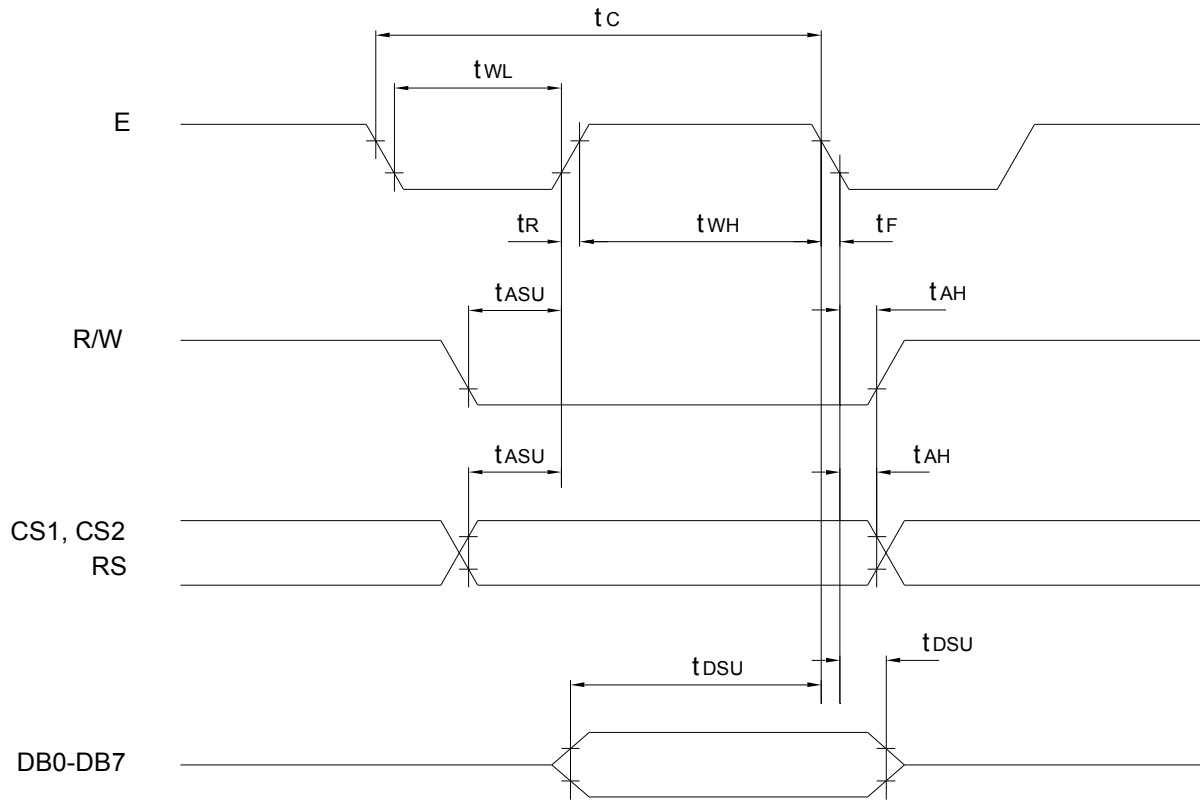 tC
tWL
E
tR
tWH
tF
tASU
tAH
R/W
tASU
tAH
CS1, CS2
RS
tDSU
tDSU
DB0-DB7